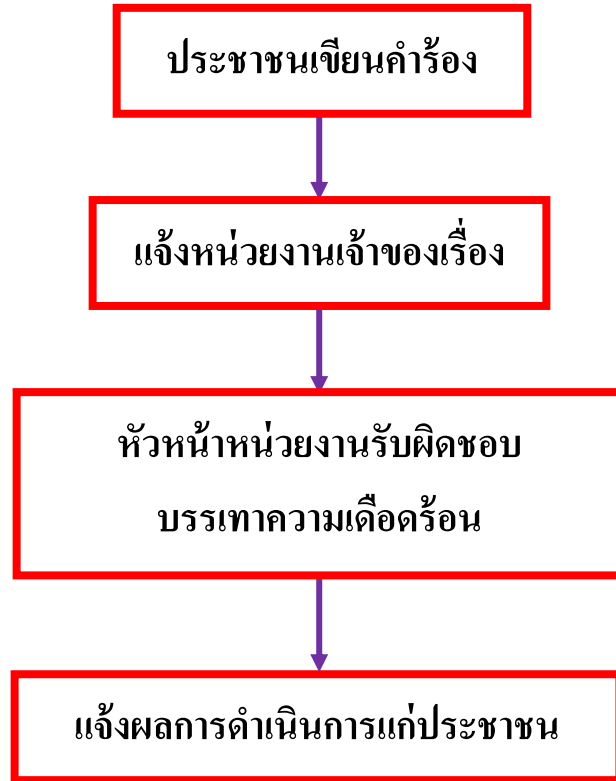 ประชาชนเขียนคำร้อง
แจ้งหน่วยงานเจ้าของเรื่อง
หัวหน้าหน่วยงานรับผิดชอบ
บรรเทาความเดือดร้อน
แจ้งผลการดำเนินการแก่ประชาชน